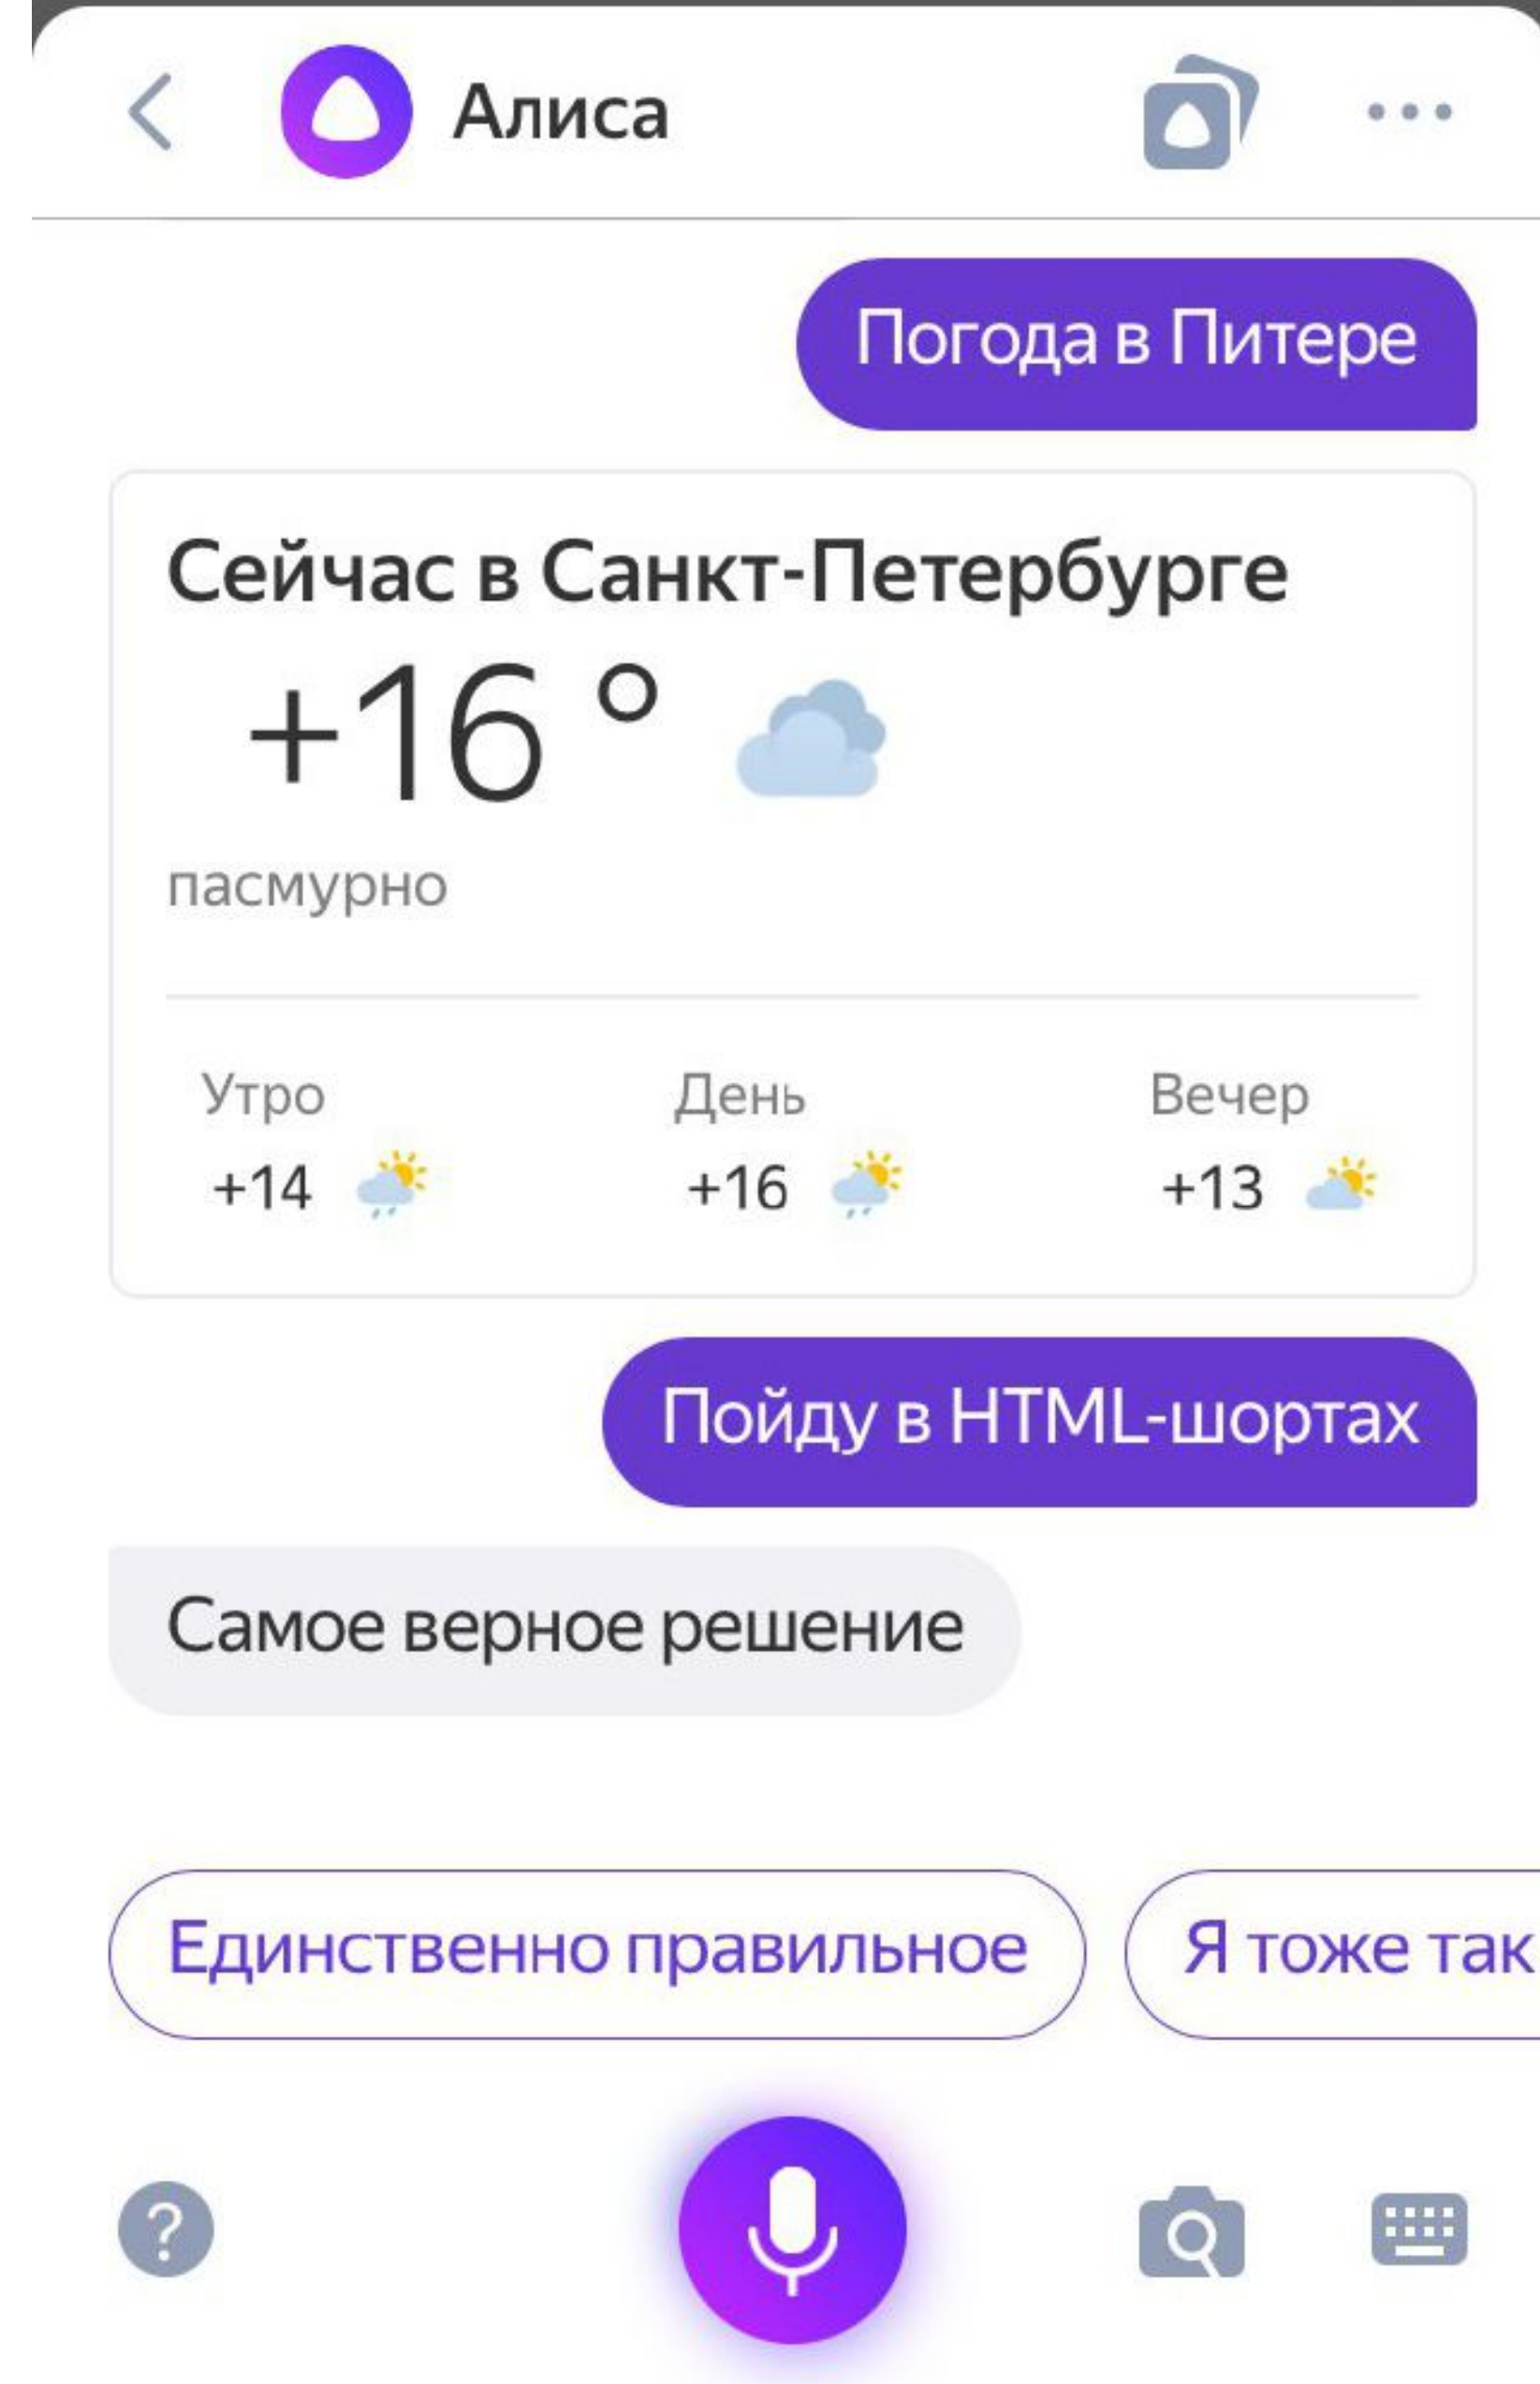 Алиса
Погода в Питере
Сейчас в Санкт-Петербурге
+16 °
пасмурно
Утро День Вечер
+14 +16 +13
Пойду в HTML-шортах
Самое верное решение
Единственно правильное Я тоже так
?